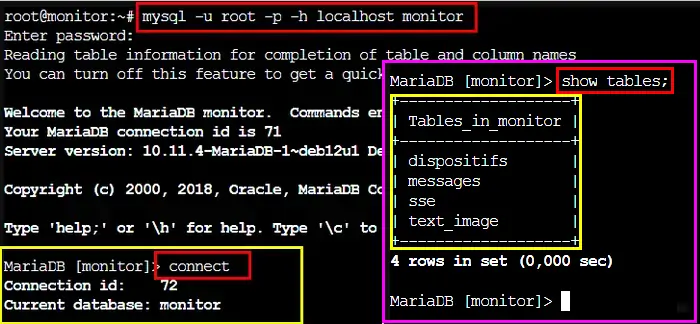 root@monitor:~# mysql -u root -p -h localhost monitor
Enter password:
Reading table information for completion of table and column names
You can turn off this feature to get a quick
Welcome to the MariaDB monitor.  Commands en
Your MariaDB connection id is 71
Server version: 10.11.4-MariaDB-1~deb12u1 De
Copyright (c) 2000, 2018, Oracle, MariaDB Co
Type 'help;' or '\h' for help. Type '\c' to
MariaDB [monitor]> connect
Connection id:    72
Current database: monitor
MariaDB [monitor]> show tables;
+-------------------+
| Tables_in_monitor |
+-------------------+
| dispositifs       |
| messages          |
| sse               |
| text_image        |
+-------------------+
4 rows in set (0,000 sec)
MariaDB [monitor]>